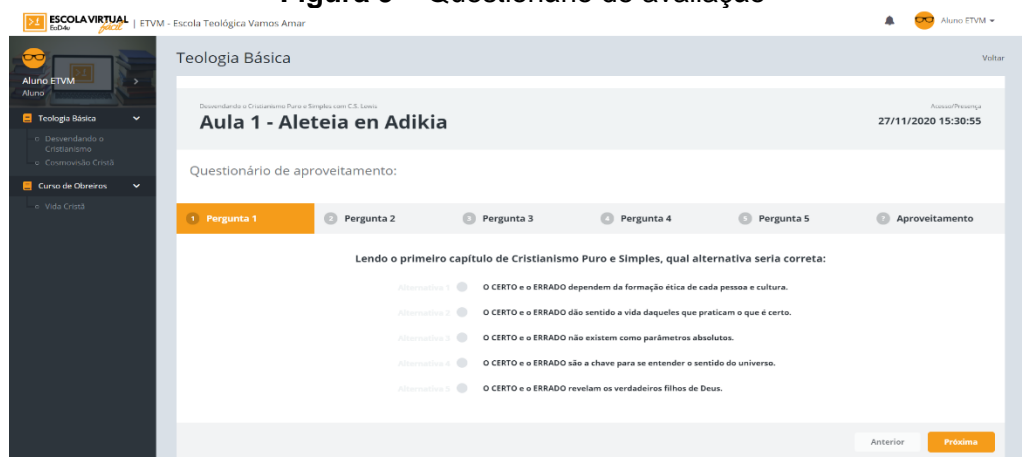 Figura 9 – Questionário de avaliação
ESCOLA VIRTUAL
EoD4u fácil
ETVM - Escola Teológica Vamos Amar
Aluno ETVM
Aluno ETVM
Aluno
Teologia Básica
Desvendando o
Cristianismo
Cosmovisão Cristã
Curso de Obreiros
Vida Cristã
Teologia Básica
Voltar
Desvendando o Cristianismo Puro e Simples com C.S. Lewis
Aula 1 - Aleteia en Adikia
Acesso/Presença
27/11/2020 15:30:55
Questionário de aproveitamento:
1 Pergunta 1
2 Pergunta 2
3 Pergunta 3
4 Pergunta 4
5 Pergunta 5
Aproveitamento
Lendo o primeiro capítulo de Cristianismo Puro e Simples, qual alternativa seria correta:
Alternativa 1 O CERTO e o ERRADO dependem da formação ética de cada pessoa e cultura.
Alternativa 2 O CERTO e o ERRADO dão sentido a vida daqueles que praticam o que é certo.
Alternativa 3 O CERTO e o ERRADO não existem como parâmetros absolutos.
Alternativa 4 O CERTO e o ERRADO são a chave para se entender o sentido do universo.
Alternativa 5 O CERTO e o ERRADO revelam os verdadeiros filhos de Deus.
Anterior
Próxima